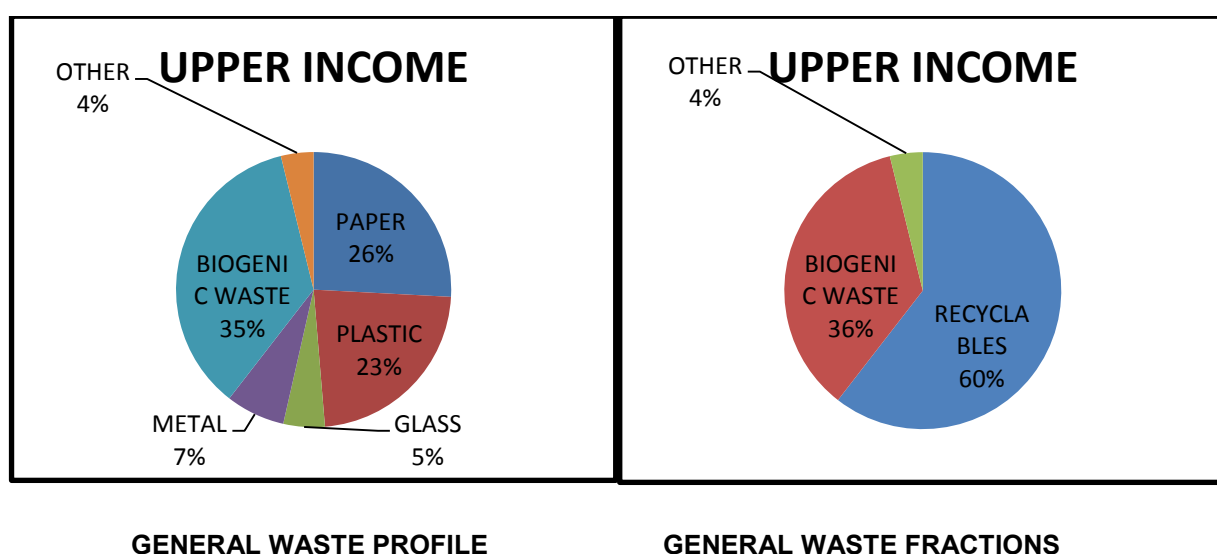 UPPER INCOME
OTHER
4%
PAPER
26%
BIOGENI
C WASTE
35%
PLASTIC
23%
METAL
7%
GLASS
5%
UPPER INCOME
OTHER
4%
BIOGENI
C WASTE
36%
RECYCLA
BLES
60%
GENERAL WASTE PROFILE
GENERAL WASTE FRACTIONS